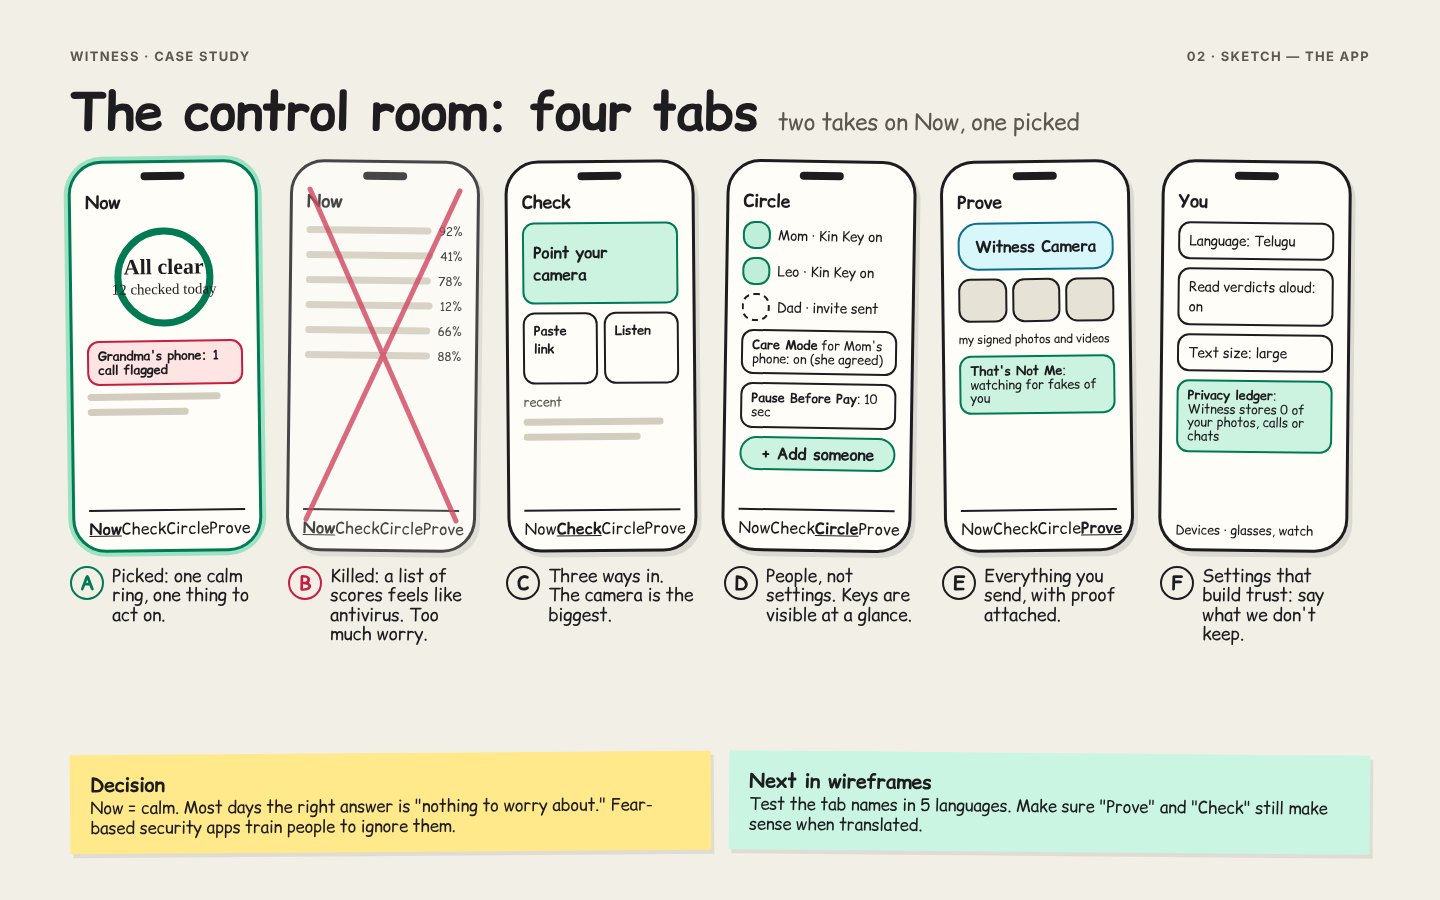 WITNESS · CASE STUDY
02 · SKETCH — THE APP
The control room: four tabs
two takes on Now, one picked
Now
All clear
12 checked today
Grandma's phone: 1
call flagged
NowCheckCircleProve
Now
92%
41%
78%
12%
66%
88%
NowCheckCircleProve
Check
Point your
camera
Paste
link
Listen
recent
NowCheckCircleProve
Circle
Mom · Kin Key on
Leo · Kin Key on
Dad · invite sent
Care Mode for Mom's
phone: on (she agreed)
Pause Before Pay: 10
sec
+ Add someone
NowCheckCircleProve
Prove
Witness Camera
my signed photos and videos
That's Not Me:
watching for fakes of
you
NowCheckCircleProve
You
Language: Telugu
Read verdicts aloud:
on
Text size: large
Privacy ledger:
Witness stores 0 of
your photos, calls or
chats
Devices · glasses, watch
A
Picked: one calm
ring, one thing to
act on.
B
Killed: a list of
scores feels like
antivirus. Too
much worry.
C
Three ways in.
The camera is the
biggest.
D
People, not
settings. Keys are
visible at a glance.
E
Everything you
send, with proof
attached.
F
Settings that
build trust: say
what we don't
keep.
Decision
Now = calm. Most days the right answer is "nothing to worry about." Fear-
based security apps train people to ignore them.
Next in wireframes
Test the tab names in 5 languages. Make sure "Prove" and "Check" still make
sense when translated.